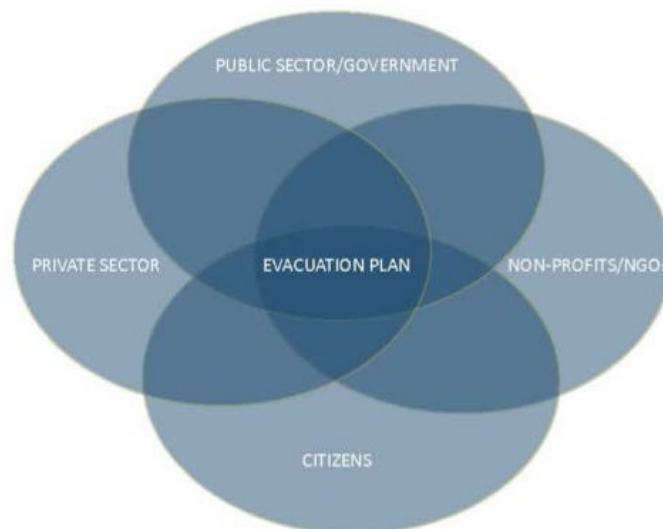 PUBLIC SECTOR/GOVERNMENT
PRIVATE SECTOR
EVACUATION PLAN
NON-PROFITS/NGO
CITIZENS